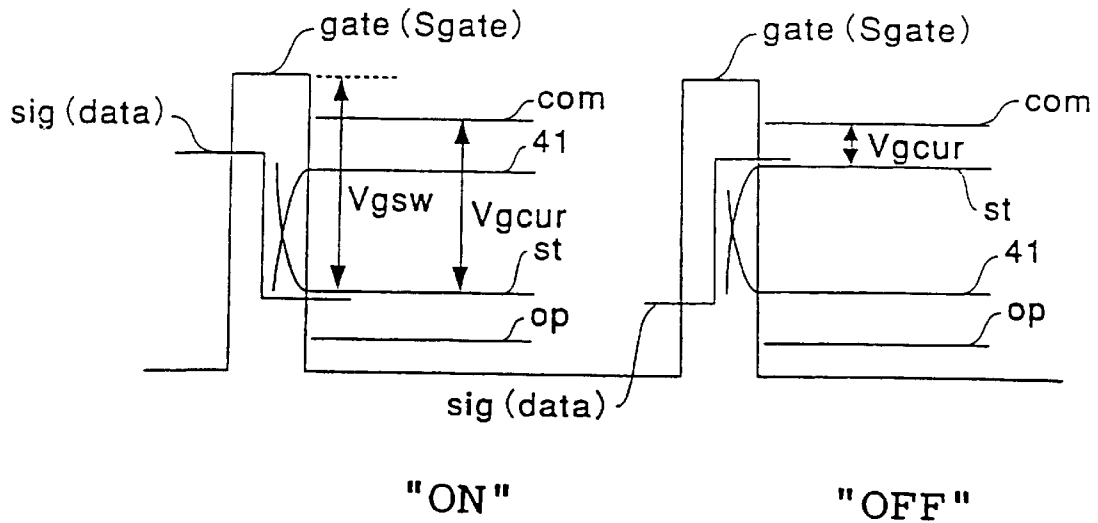 gate (Sgate)
sig (data)
com
41
Vgsw
Vgcur
st
op
"ON"
gate (Sgate)
com
Vgcur
st
41
op
sig (data)
"OFF"